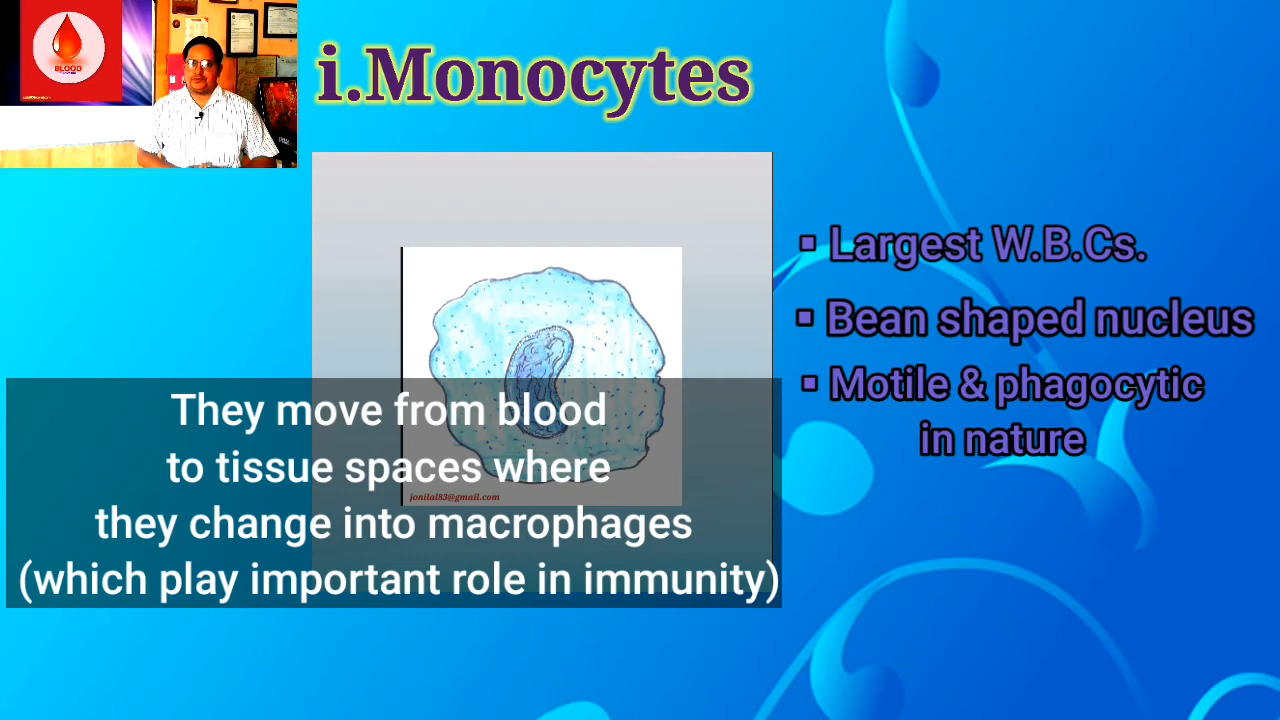 BLOOD
i.Monocytes
▪ Largest W.B.Cs.
▪ Bean shaped nucleus
▪ Motile & phagocytic
in nature
They move from blood
to tissue spaces where
jonilal83@gmail.com
they change into macrophages
(which play important role in immunity)